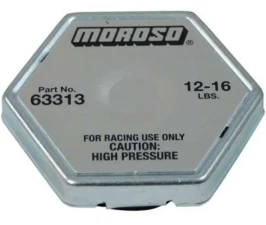 MOROSO®
Part No.
63313
12-16
LBS.
FOR RACING USE ONLY
CAUTION:
HIGH PRESSURE